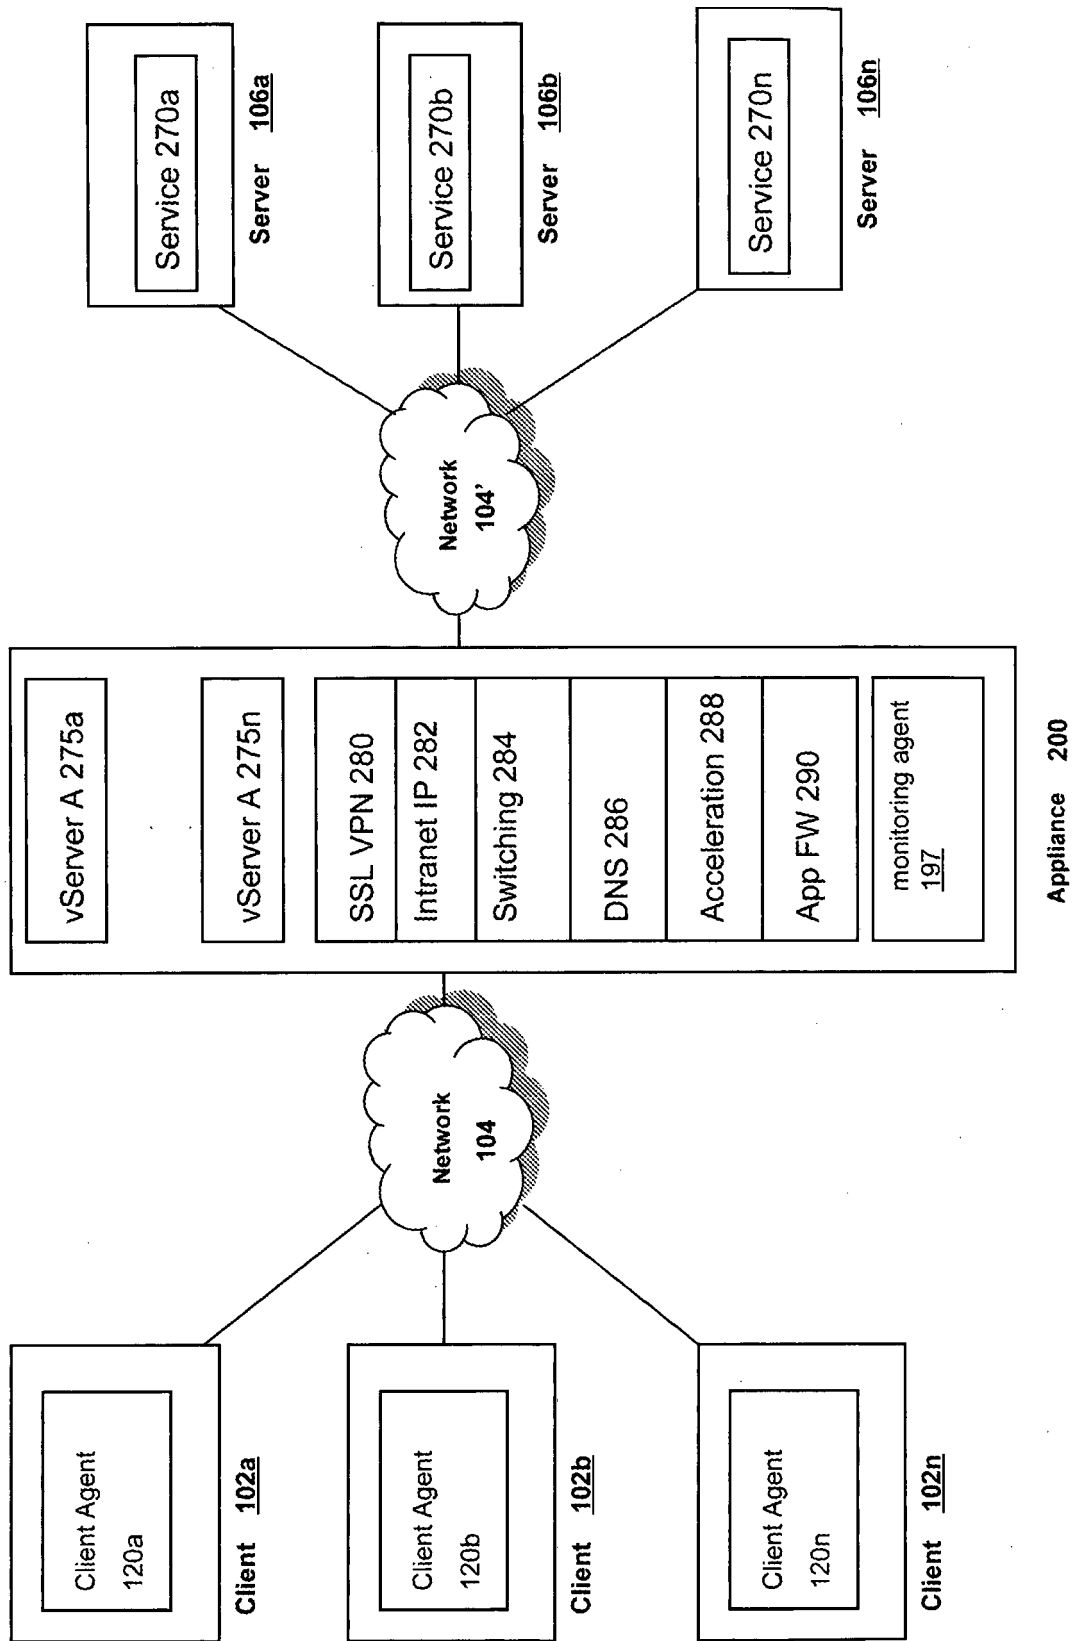 Client Agent
120a
Client 102a
Client Agent
120b
Client 102b
Client Agent
120n
Client 102n
Network
104
vServer A 275a
vServer A 275n
SSL VPN 280
Intranet IP 282
Switching 284
DNS 286
Acceleration 288
App FW 290
monitoring agent
197
Appliance 200
Network
104'
Service 270a
Server 106a
Service 270b
Server 106b
Service 270n
Server 106n